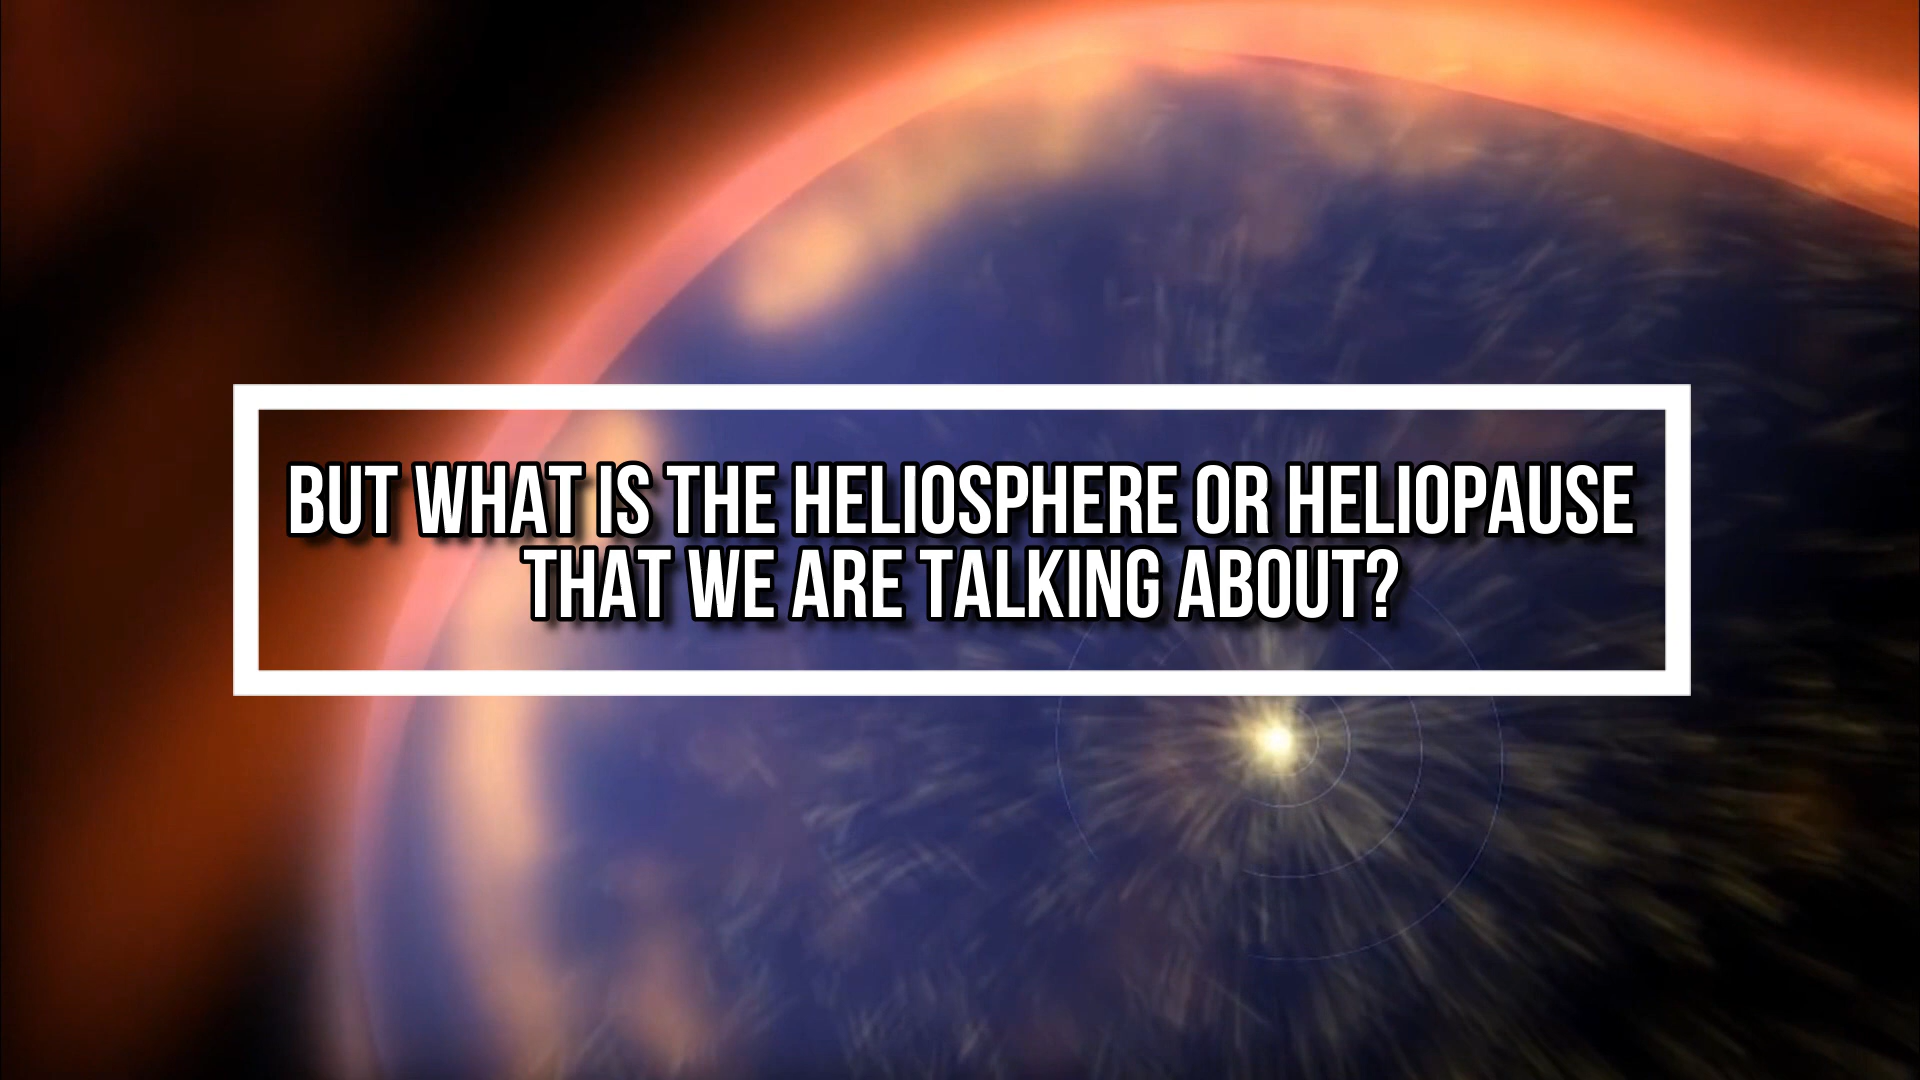 BUT WHAT IS THE HELIOSPHERE OR HELIOPAUSE
THAT WE ARE TALKING ABOUT?